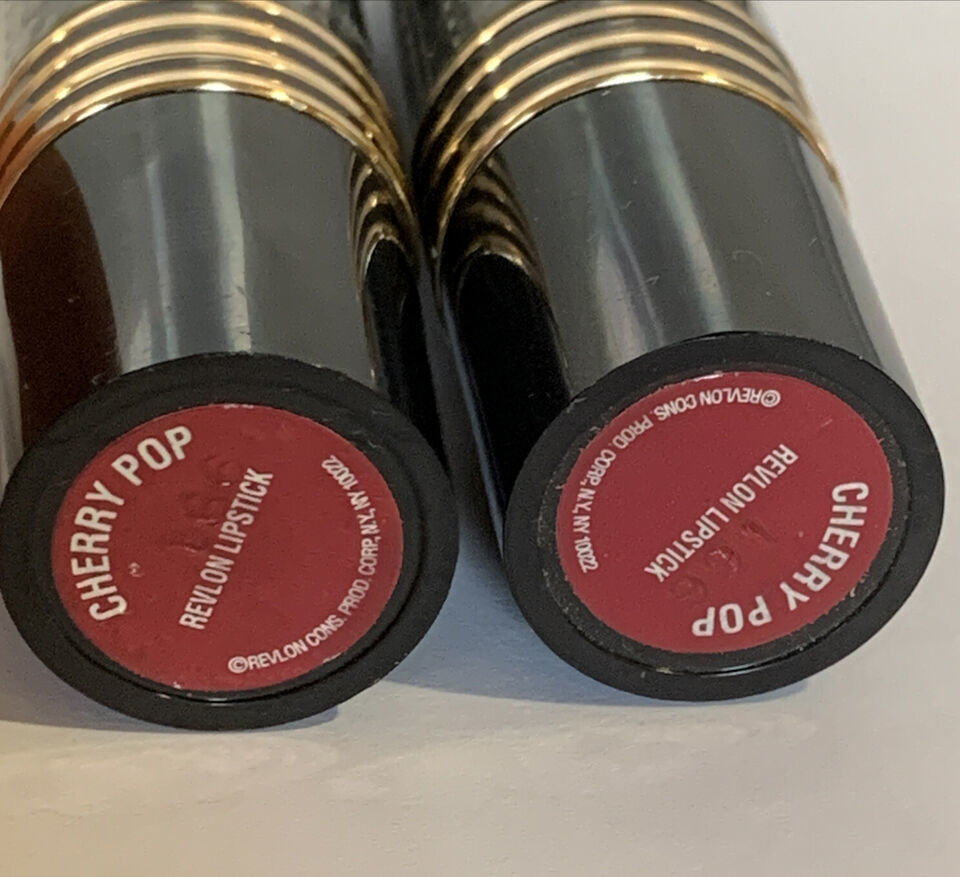 CHERRY POP
REVLON LIPSTICK
©REVLON CONS. PROD. CORP., N.Y., NY 10022.
CHERRY POP
REVLON LIPSTICK
©REVLON CONS. PROD. CORP., N.Y., NY 10022.